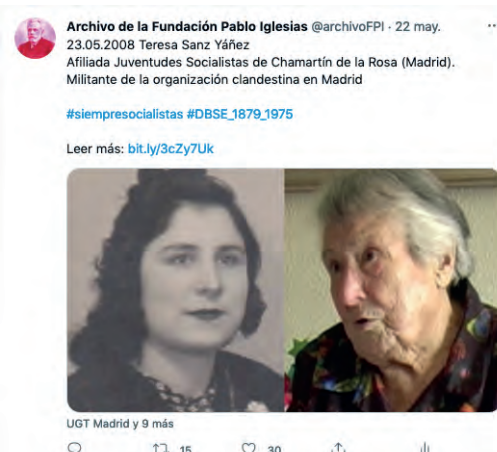 Archivo de la Fundación Pablo Iglesias @archivoFPI · 22 may.
23.05.2008 Teresa Sanz Yáñez
Afiliada Juventudes Socialistas de Chamartín de la Rosa (Madrid).
Militante de la organización clandestina en Madrid
#siempresocialistas #DBSE_1879_1975
Leer más: bit.ly/3cZy7Uk
UGT Madrid y 9 más
15 30